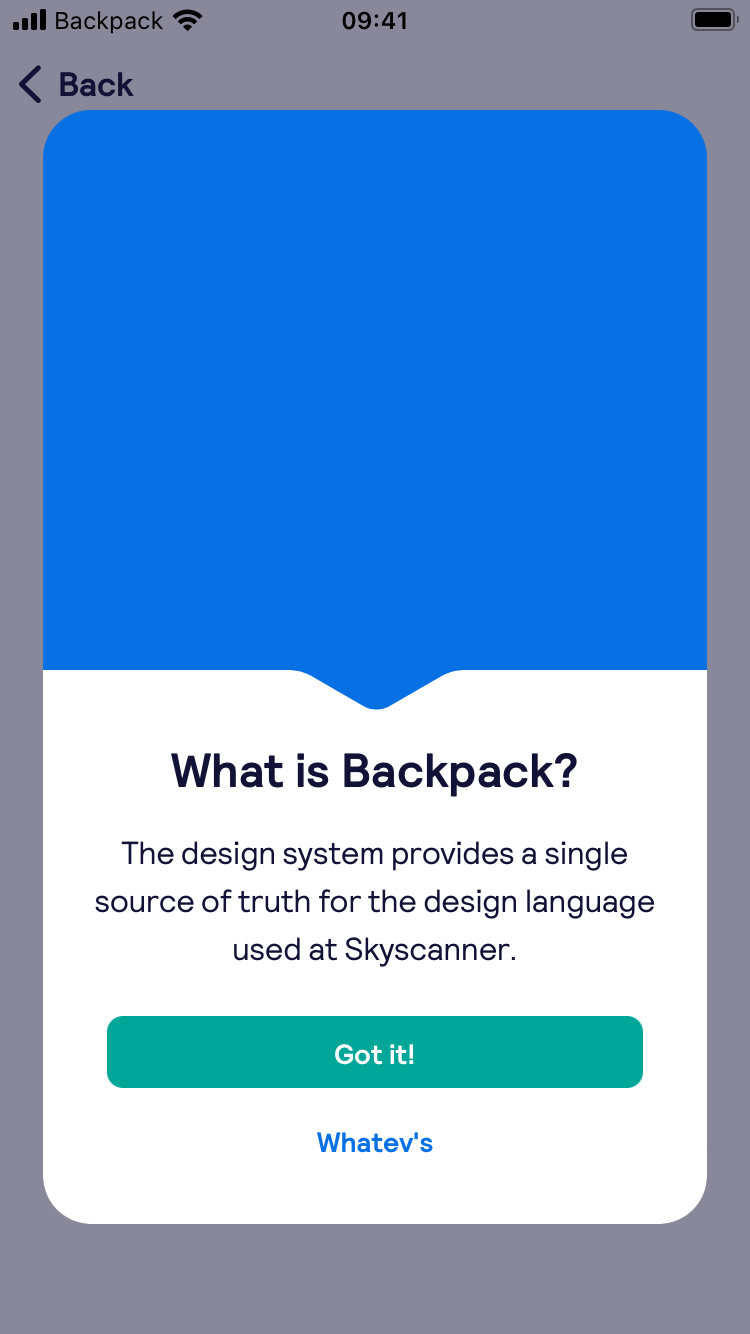 Backpack 09:41
Back
What is Backpack?
The design system provides a single
source of truth for the design language
used at Skyscanner.
Got it!
Whatev's